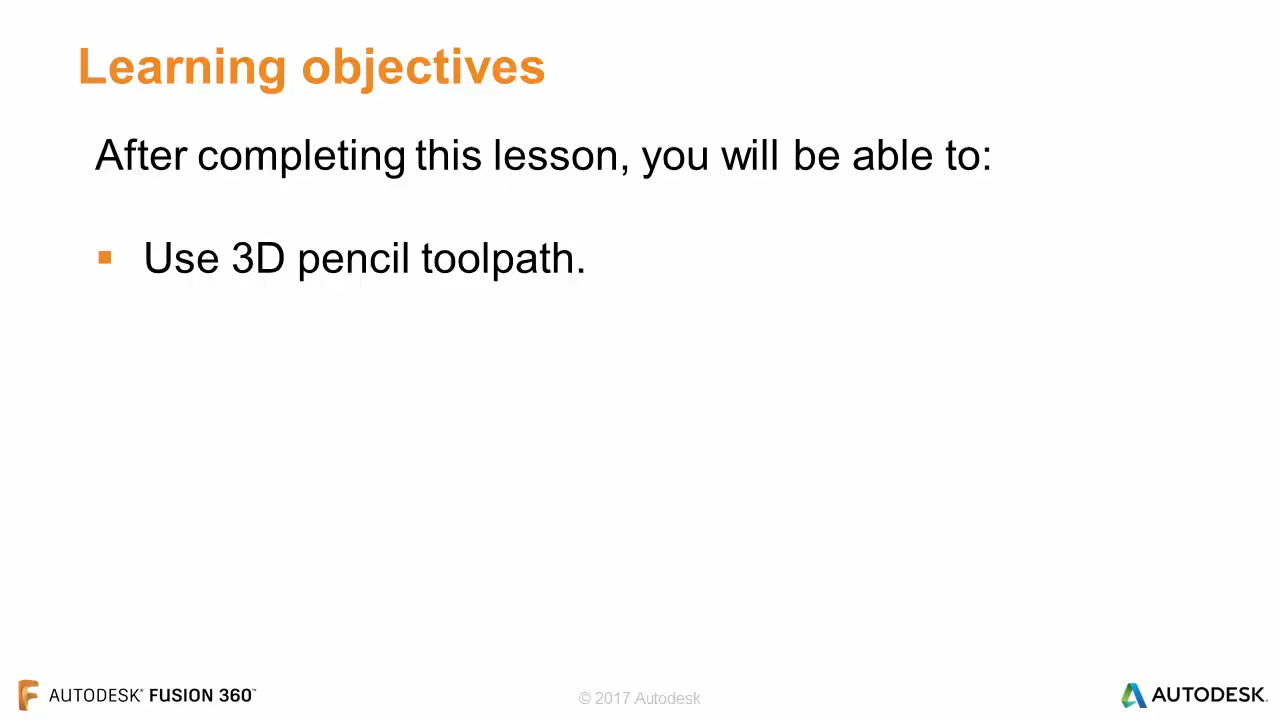 Learning objectives
After completing this lesson, you will be able to:
▪ Use 3D pencil toolpath.
AUTODESK® FUSION 360™
© 2017 Autodesk
AUTODESK.